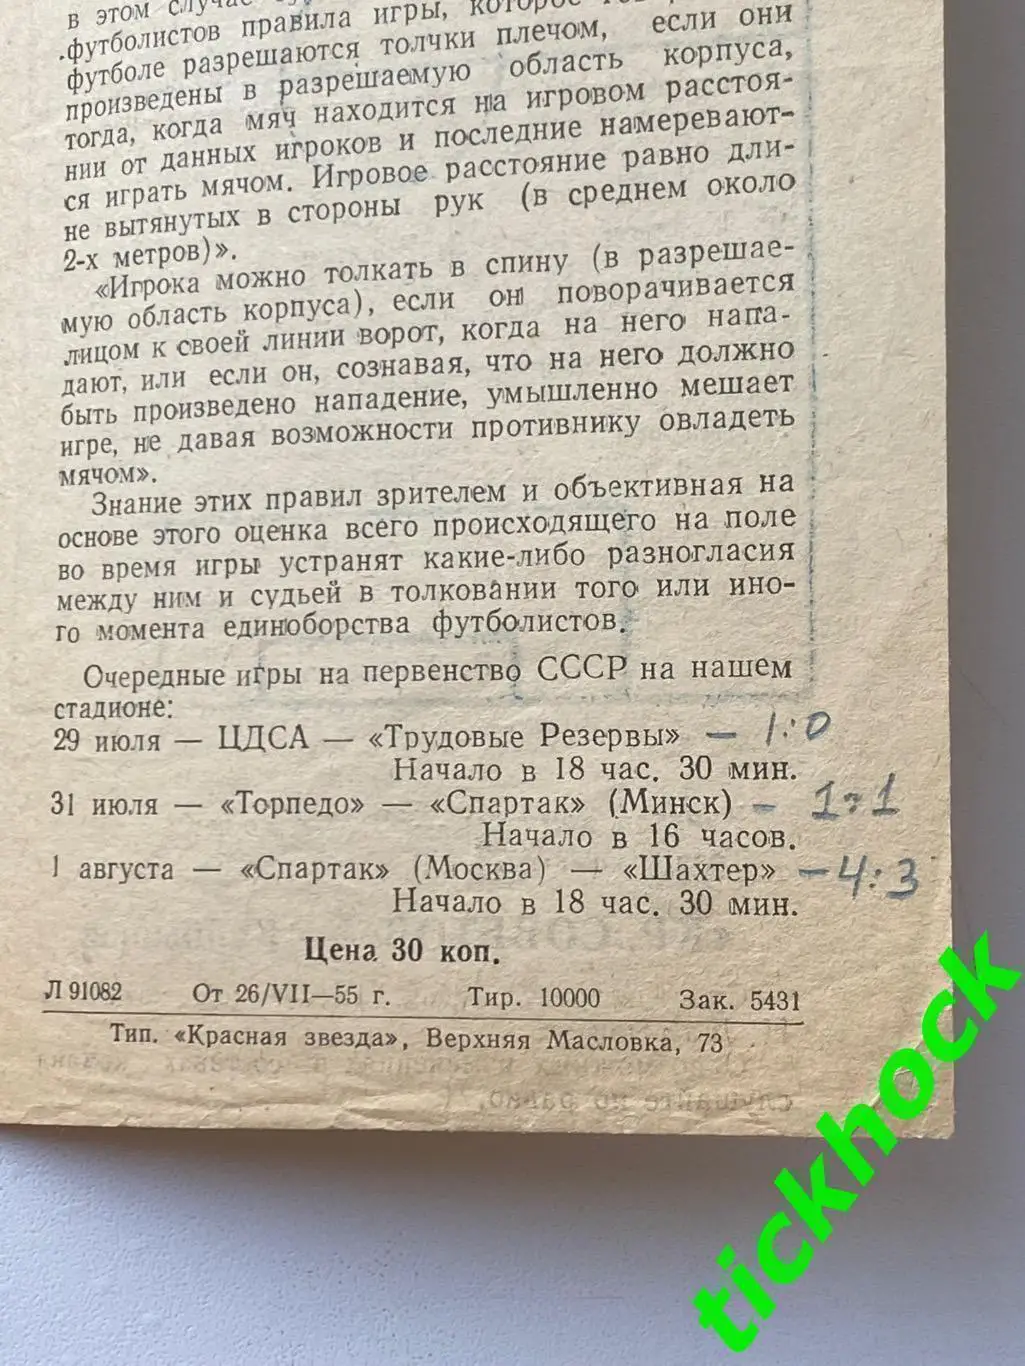 в этом случае
футболистов правила игры, которое
футболе разрешаются толчки плечом, если они
произведены в разрешаемую область корпуса,
тогда, когда мяч находится на игровом расстоя-
нии от данных игроков и последние намеревают-
ся играть мячом. Игровое расстояние равно дли-
не вытянутых в стороны рук (в среднем около
2-х метров)».
«Игрока можно толкать в спину (в разрешае-
мую область корпуса), если он поворачивается
лицом к своей линии ворот, когда на него напа-
дают, или если он, сознавая, что на него должно
быть произведено нападение, умышленно мешает
игре, не давая возможности противнику овладеть
мячом».
Знание этих правил зрителем и объективная на
основе этого оценка всего происходящего на поле
во время игры устранят какие-либо разногласия
между ним и судьей в толковании того или ино-
го момента единоборства футболистов.
Очередные игры на первенство СССР на нашем
стадионе:
29 июля — ЦДСА — «Трудовые Резервы» — 1:0
Начало в 18 час. 30 мин.
31 июля — «Торпедо» — «Спартак» (Минск) - 1:1
Начало в 16 часов.
1 августа — «Спартак» (Москва) — «Шахтер» — 4:3
Начало в 18 час. 30 мин.
Цена 30 коп.
Л 91082 От 26/VII—55 г. Тир. 10000 Зак. 5431
Тип. «Красная звезда», Верхняя Масловка, 73
tickhock